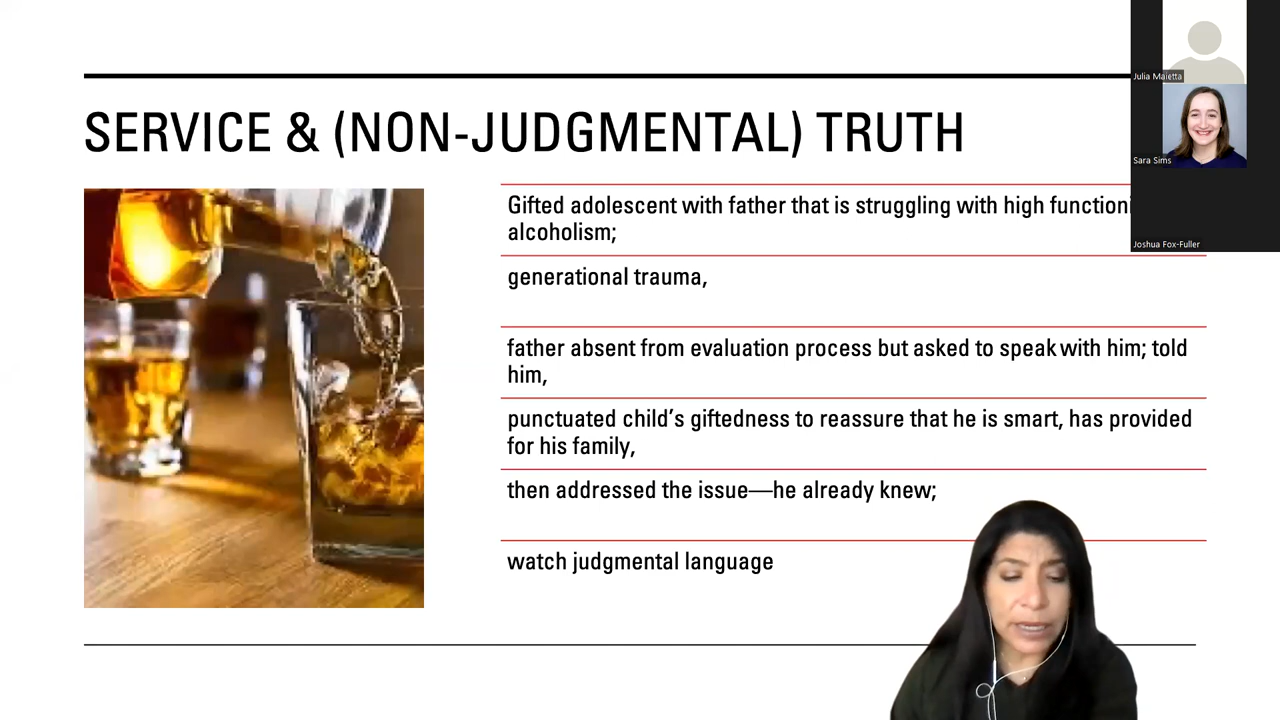 SERVICE & (NON-JUDGMENTAL) TRUTH
Gifted adolescent with father that is struggling with high
alcoholism;
generational trauma,
father absent from evaluation process but asked to speak with him; told
him,
punctuated child's giftedness to reassure that he is smart, has provided
for his family,
then addressed the issue—he already knew;
watch judgmental language
Julia Maietta
Sara Sims
Joshua Fox-Fuller